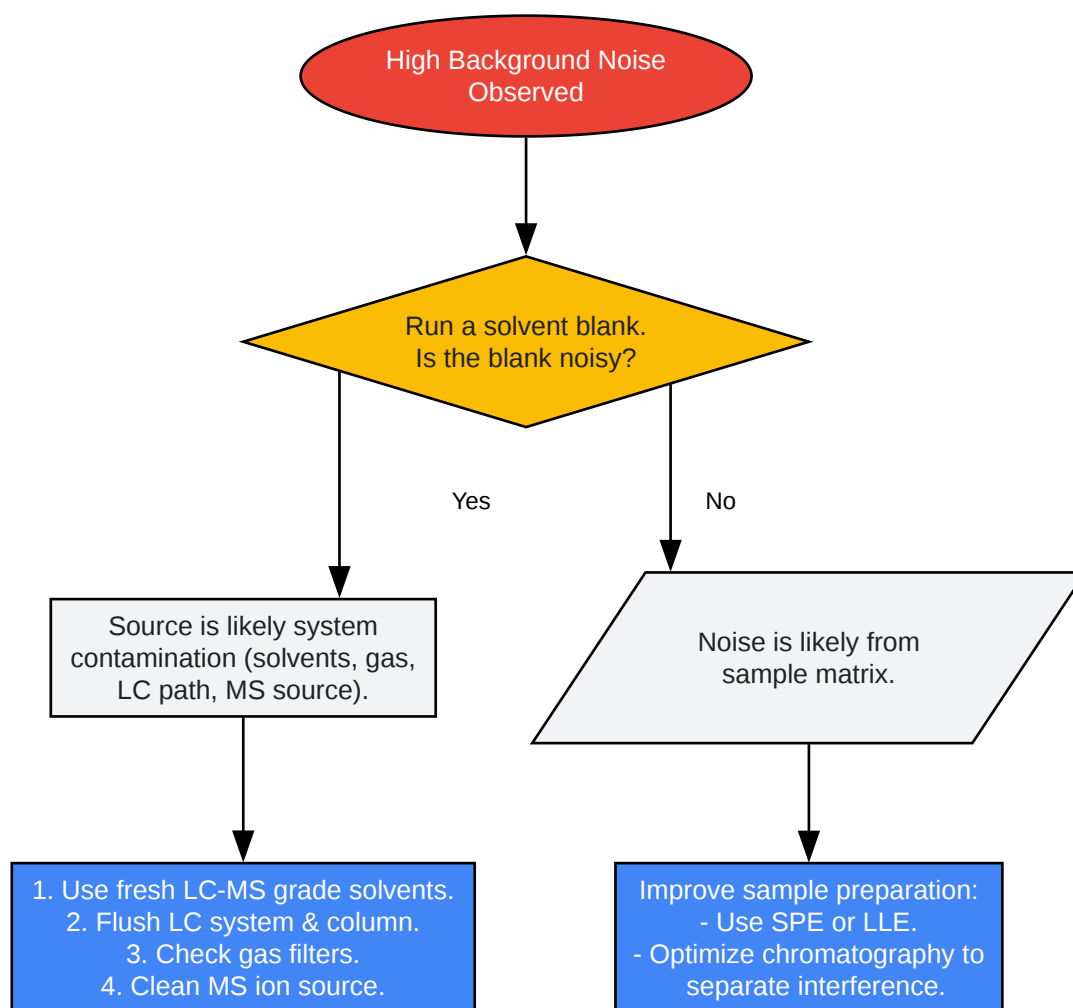 High Background Noise
Observed
Run a solvent blank.
Is the blank noisy?
Yes
No
Source is likely system
contamination (solvents, gas,
LC path, MS source).
Noise is likely from
sample matrix.
1. Use fresh LC-MS grade solvents.
2. Flush LC system & column.
3. Check gas filters.
4. Clean MS ion source.
Improve sample preparation:
- Use SPE or LLE.
- Optimize chromatography to
separate interference.